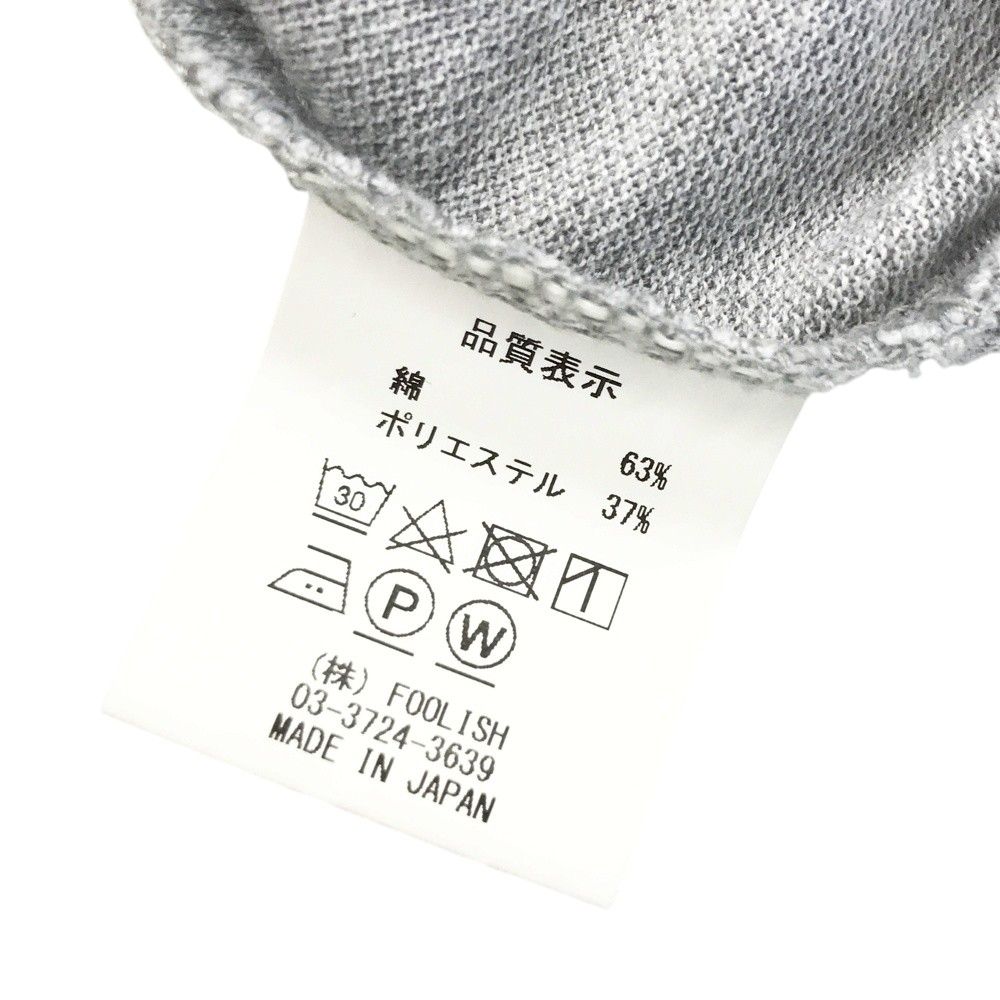 品質表示
綿 63%
ポリエステル 37%
30
P W
(株) FOOLISH
03-3724-3639
MADE IN JAPAN